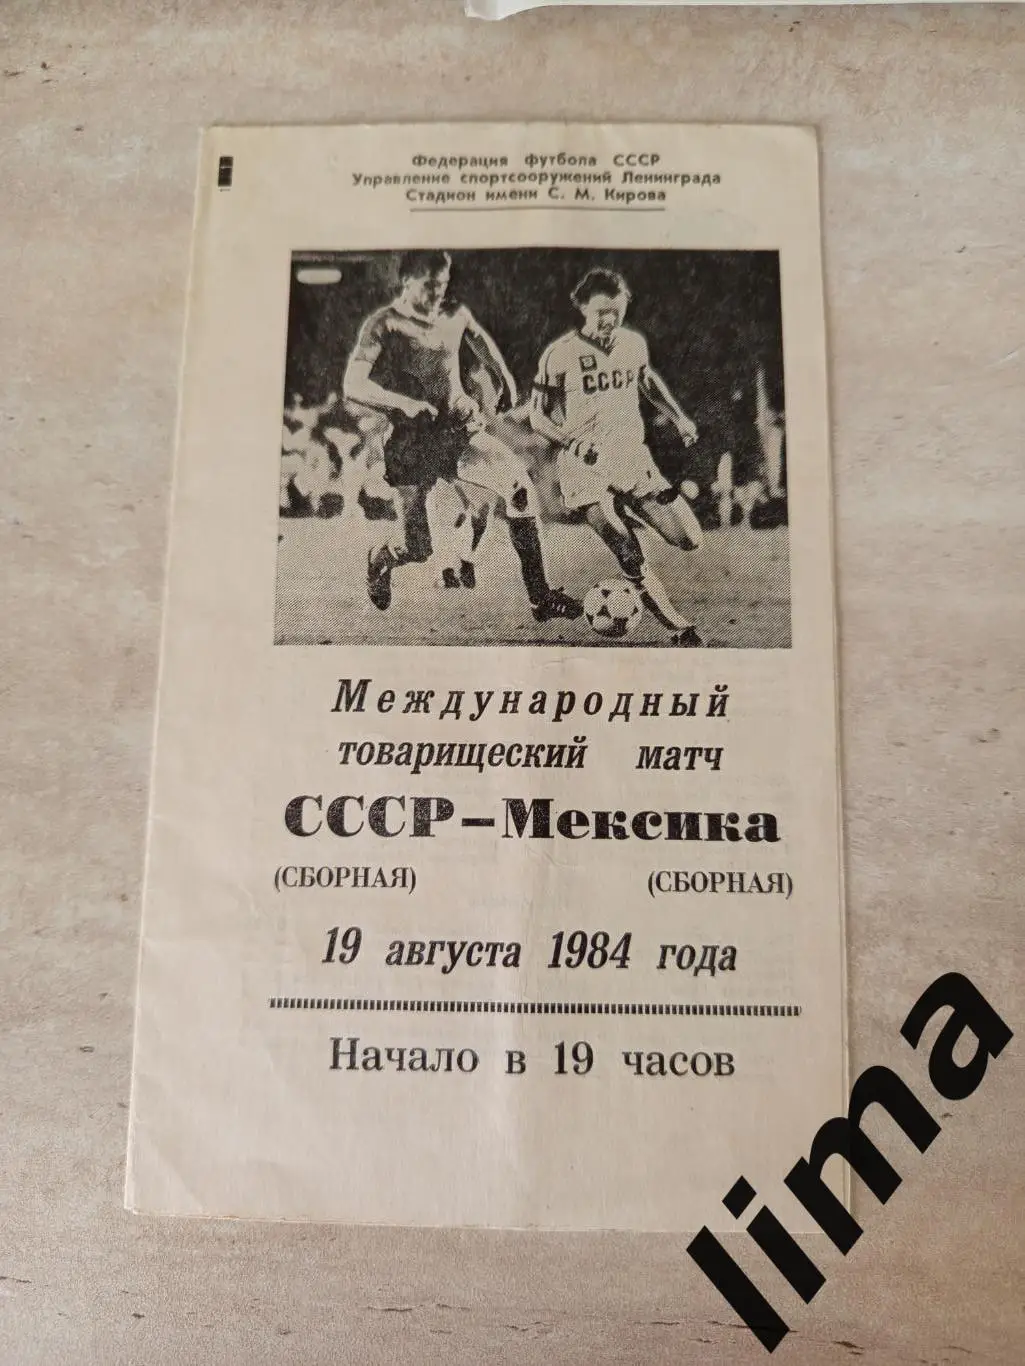 Федерация футбола СССР
Управление спортсооружений Ленинграда
Стадион имени С. М. Кирова
СССР
Международный
товарищеский матч
СССР–Мексика
(СБОРНАЯ) (СБОРНАЯ)
19 августа 1984 года
Начало в 19 часов
lima